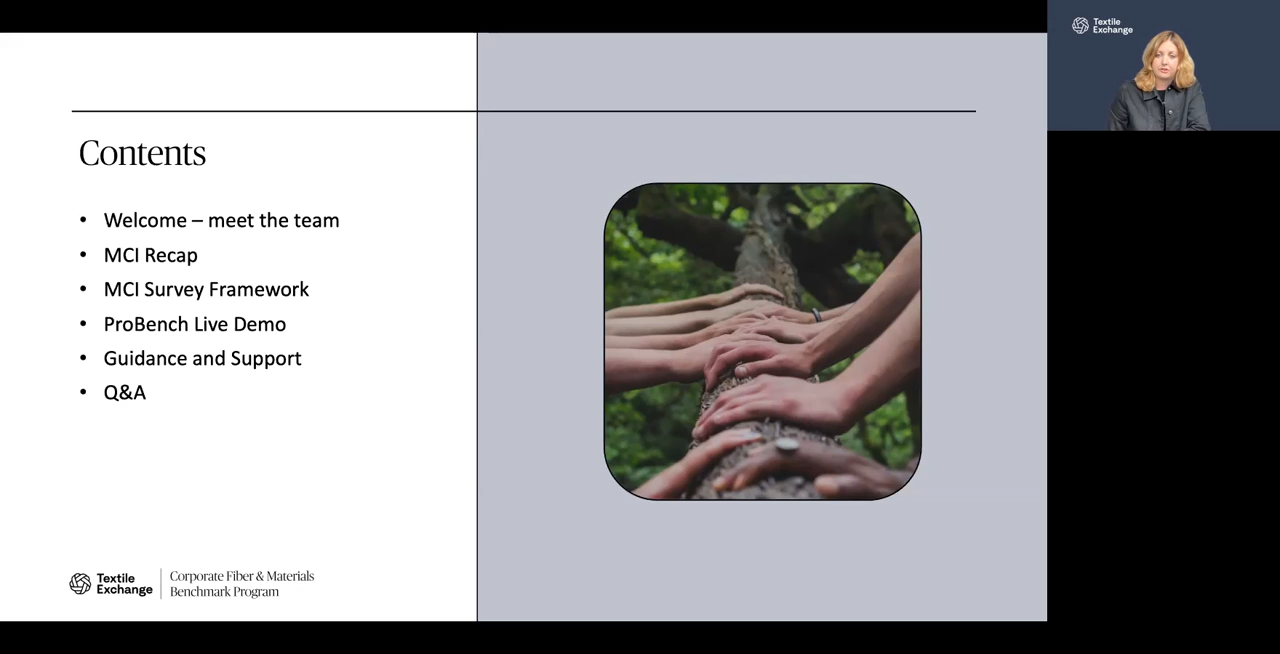 Contents
• Welcome – meet the team
• MCI Recap
• MCI Survey Framework
• ProBench Live Demo
• Guidance and Support
• Q&A
Textile
Exchange
Corporate Fiber & Materials
Benchmark Program
Textile
Exchange